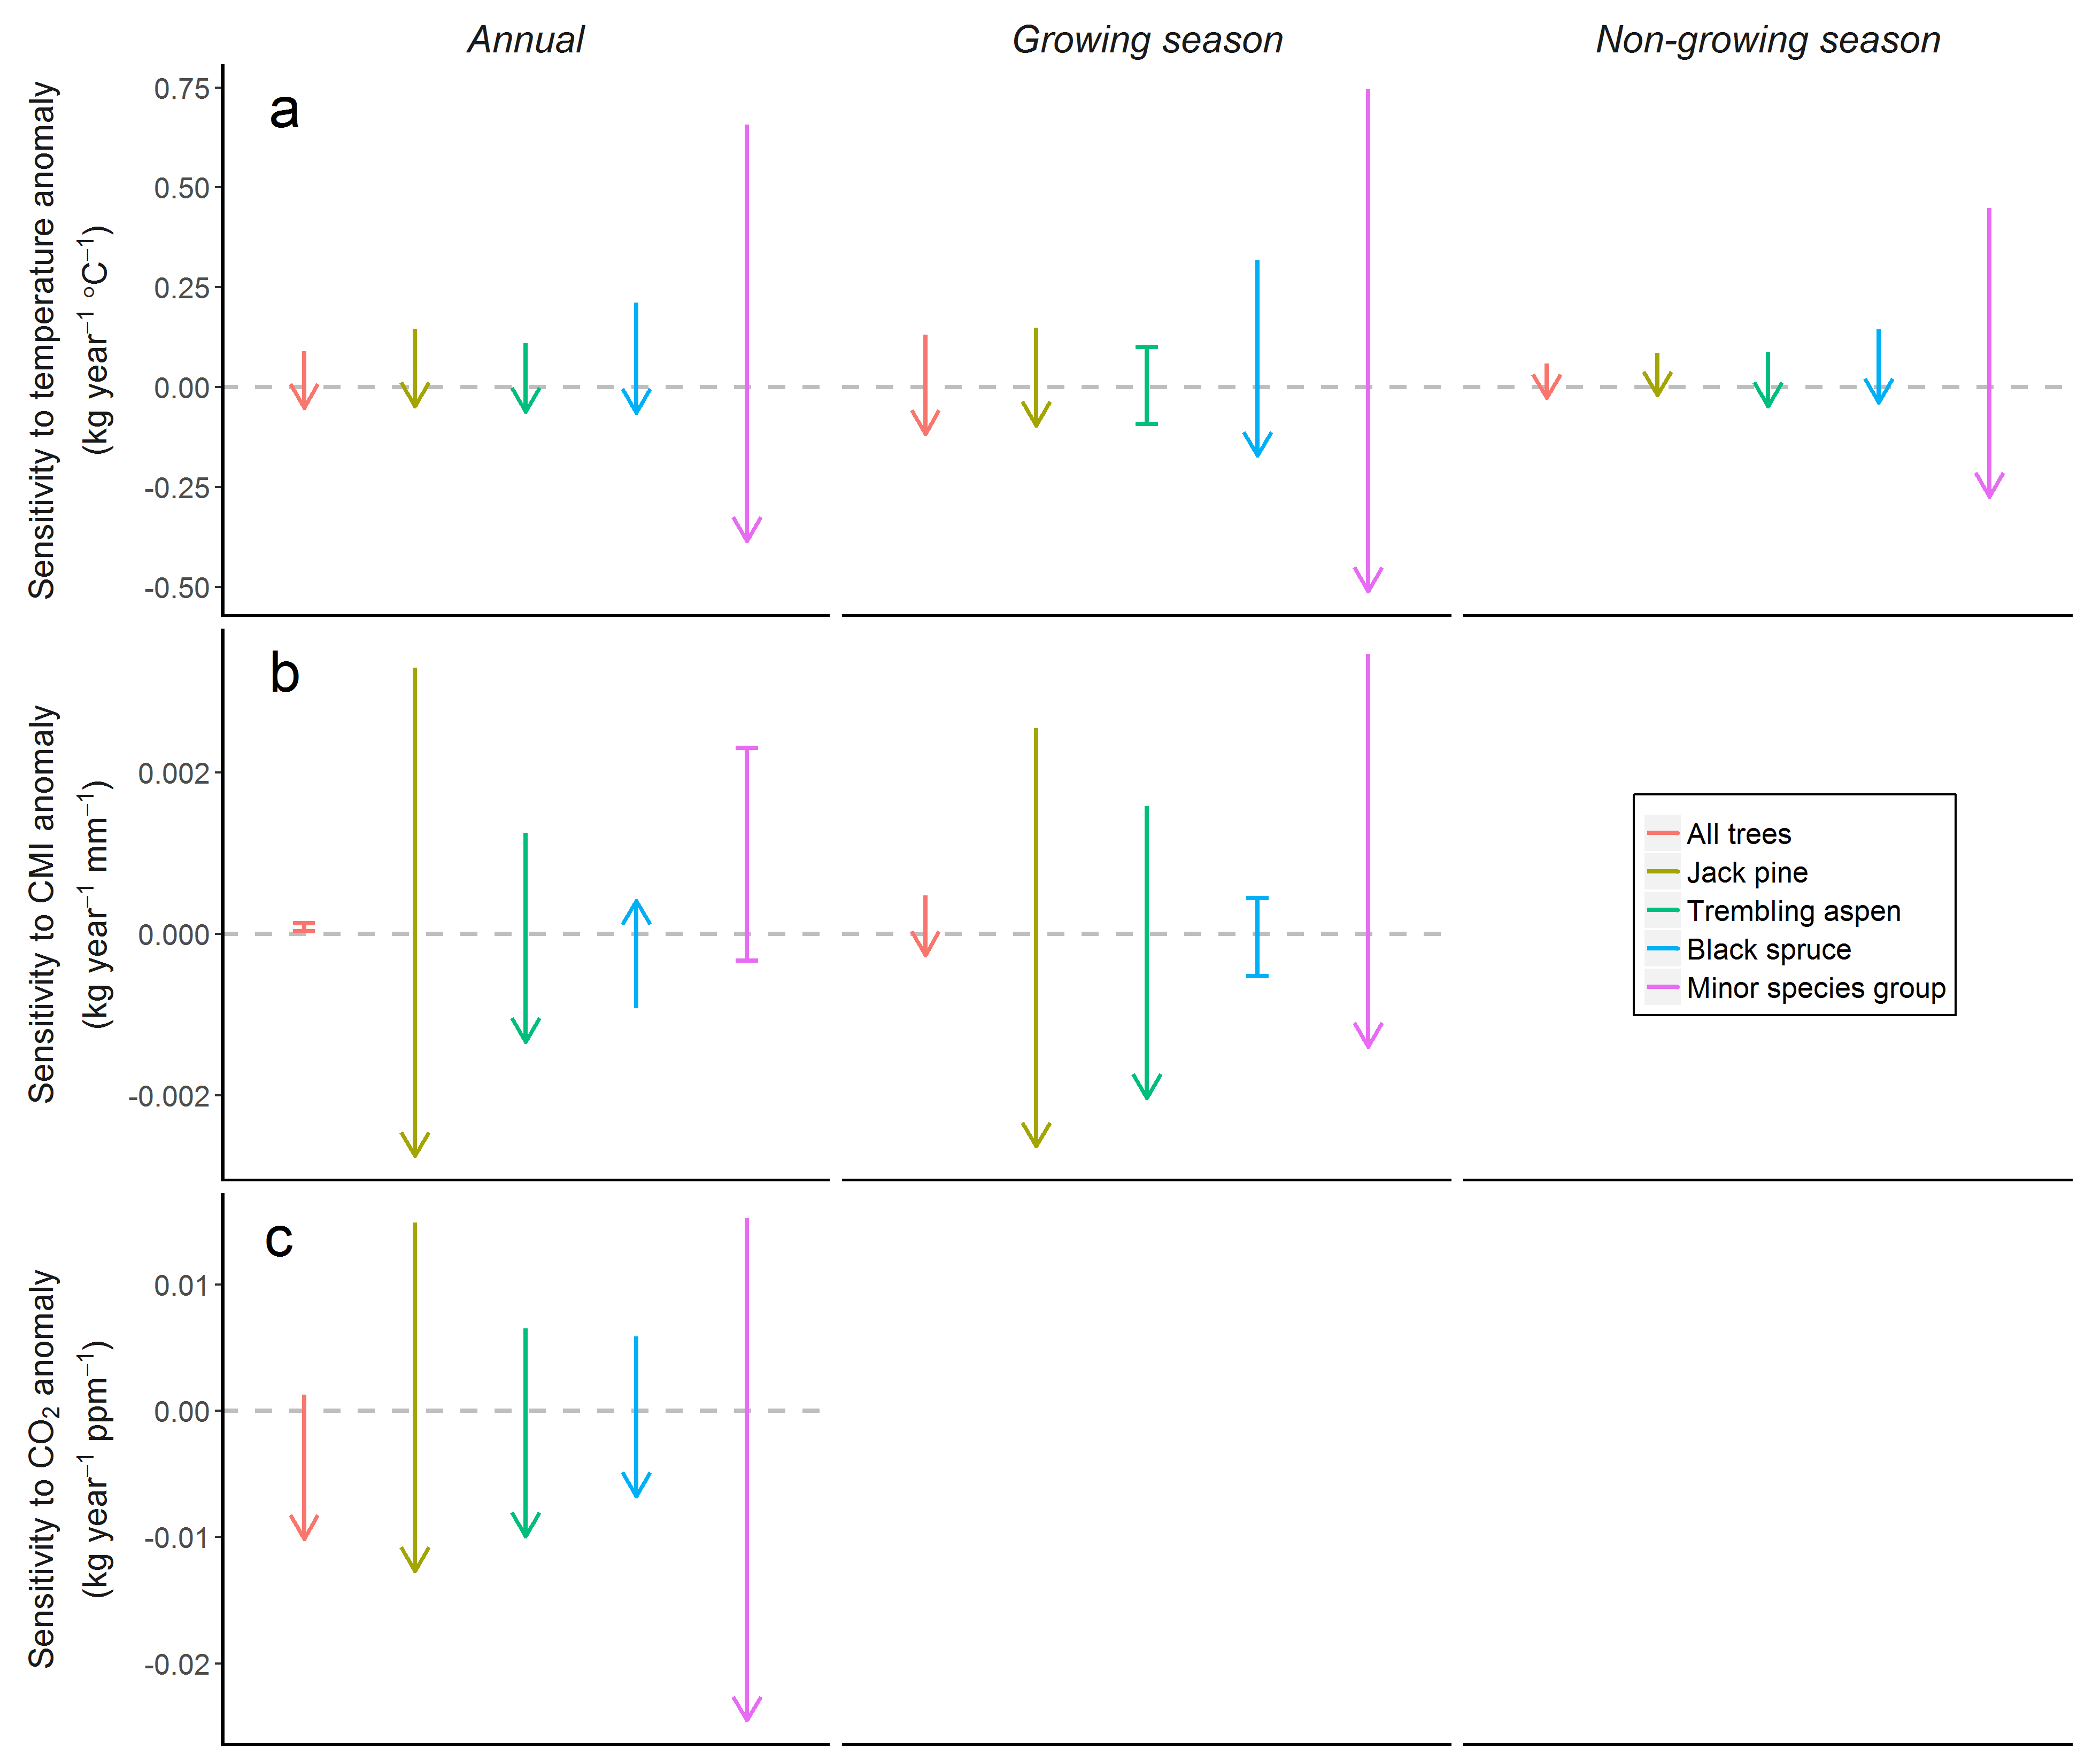 Annual
Growing season
Non-growing season
a
Sensitivity to temperature anomaly
(kg year⁻¹ °C⁻¹)
0.75
0.50
0.25
0.00
-0.25
-0.50
b
Sensitivity to CMI anomaly
(kg year⁻¹ mm⁻¹)
0.002
0.000
-0.002
All trees
Jack pine
Trembling aspen
Black spruce
Minor species group
c
Sensitivity to CO₂ anomaly
(kg year⁻¹ ppm⁻¹)
0.01
0.00
-0.01
-0.02